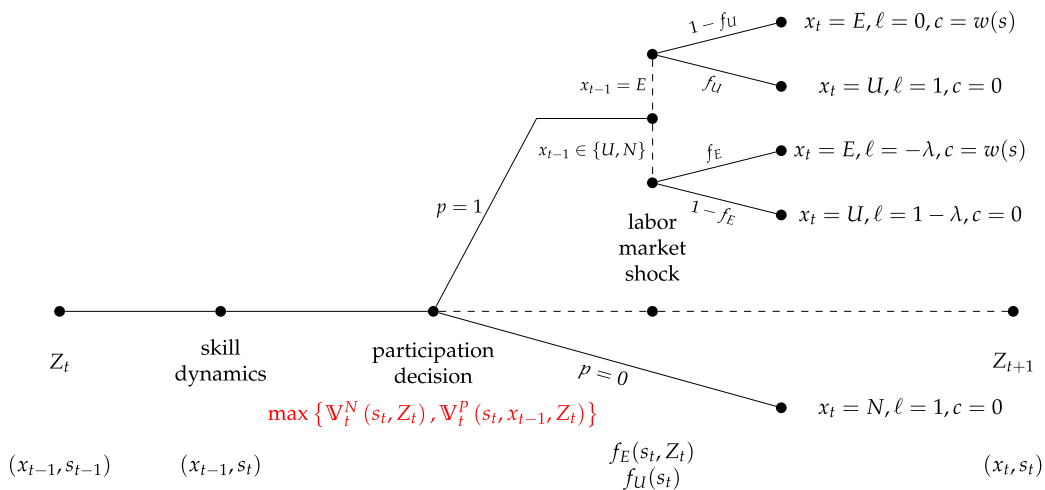 1 − f_U
x_t = E, ℓ = 0, c = w(s)
x_{t−1} = E
f_U
x_t = U, ℓ = 1, c = 0
x_{t−1} ∈ {U, N}
f_E
x_t = E, ℓ = −λ, c = w(s)
1 − f_E
x_t = U, ℓ = 1 − λ, c = 0
p = 1
labor
market
shock
Z_t
skill
dynamics
participation
decision
p = 0
Z_{t+1}
max {𝕍_t^N (s_t, Z_t) , 𝕍_t^P (s_t, x_{t−1}, Z_t)}
x_t = N, ℓ = 1, c = 0
(x_{t−1}, s_{t−1})
(x_{t−1}, s_t)
f_E(s_t, Z_t)
f_U(s_t)
(x_t, s_t)